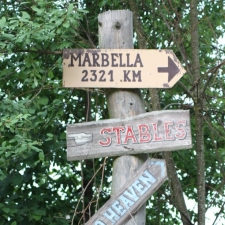 MARBELLA
2321 .KM
STABLES
HEAVEN